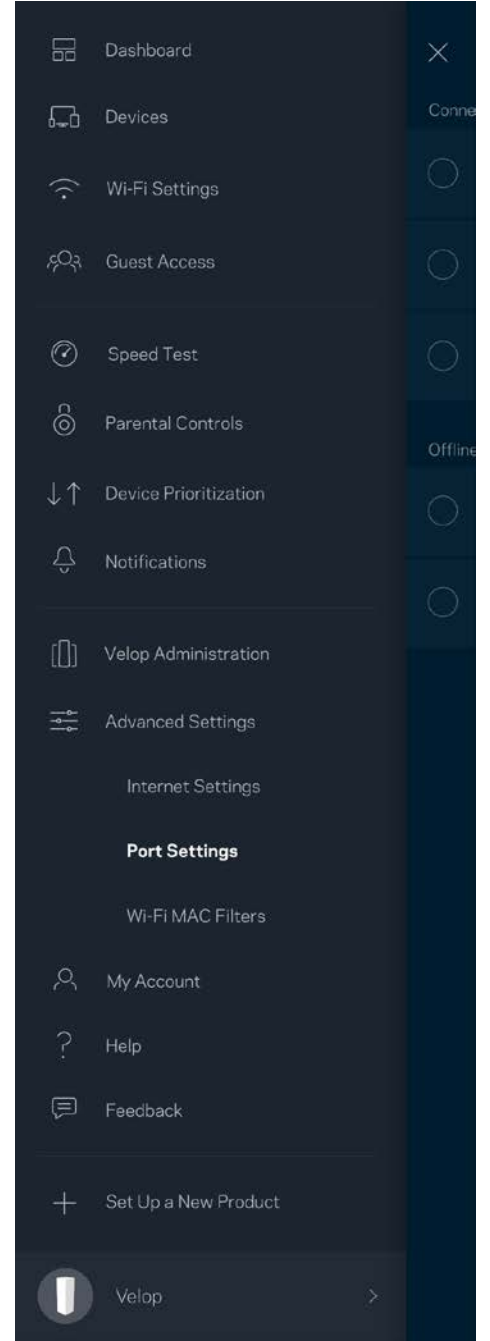 Dashboard
Devices
Conne
Wi-Fi Settings
Guest Access
Speed Test
Parental Controls
Offline
Device Prioritization
Notifications
Velop Administration
Advanced Settings
Internet Settings
Port Settings
Wi-Fi MAC Filters
My Account
Help
Feedback
Set Up a New Product
Velop